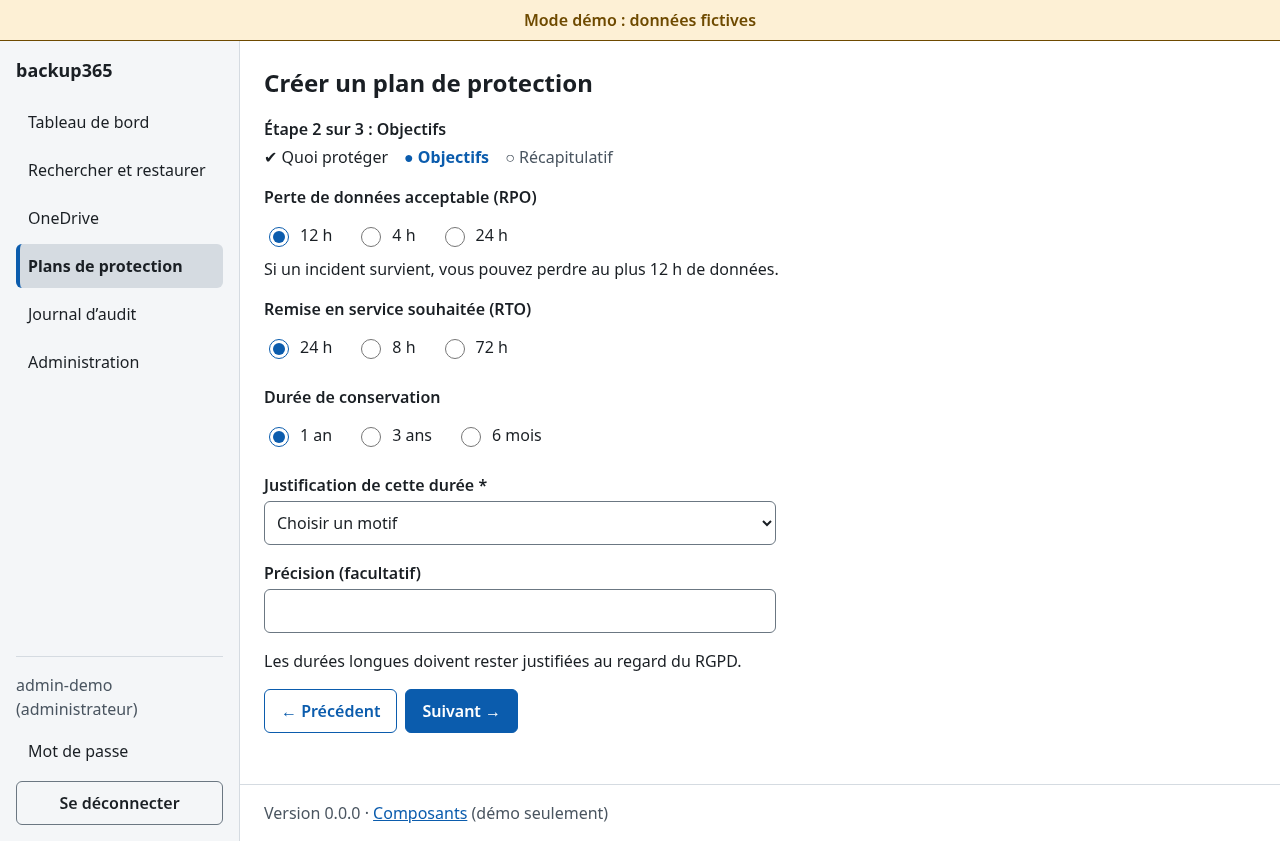 Mode démo : données fictives
backup365
Tableau de bord
Rechercher et restaurer
OneDrive
Plans de protection
Journal d’audit
Administration
admin-demo
(administrateur)
Mot de passe
Se déconnecter
Créer un plan de protection
Étape 2 sur 3 : Objectifs
✔ Quoi protéger ● Objectifs ○ Récapitulatif
Perte de données acceptable (RPO)
12 h 4 h 24 h
Si un incident survient, vous pouvez perdre au plus 12 h de données.
Remise en service souhaitée (RTO)
24 h 8 h 72 h
Durée de conservation
1 an 3 ans 6 mois
Justification de cette durée *
Choisir un motif
Précision (facultatif)
Les durées longues doivent rester justifiées au regard du RGPD.
← Précédent Suivant →
Version 0.0.0 · Composants (démo seulement)